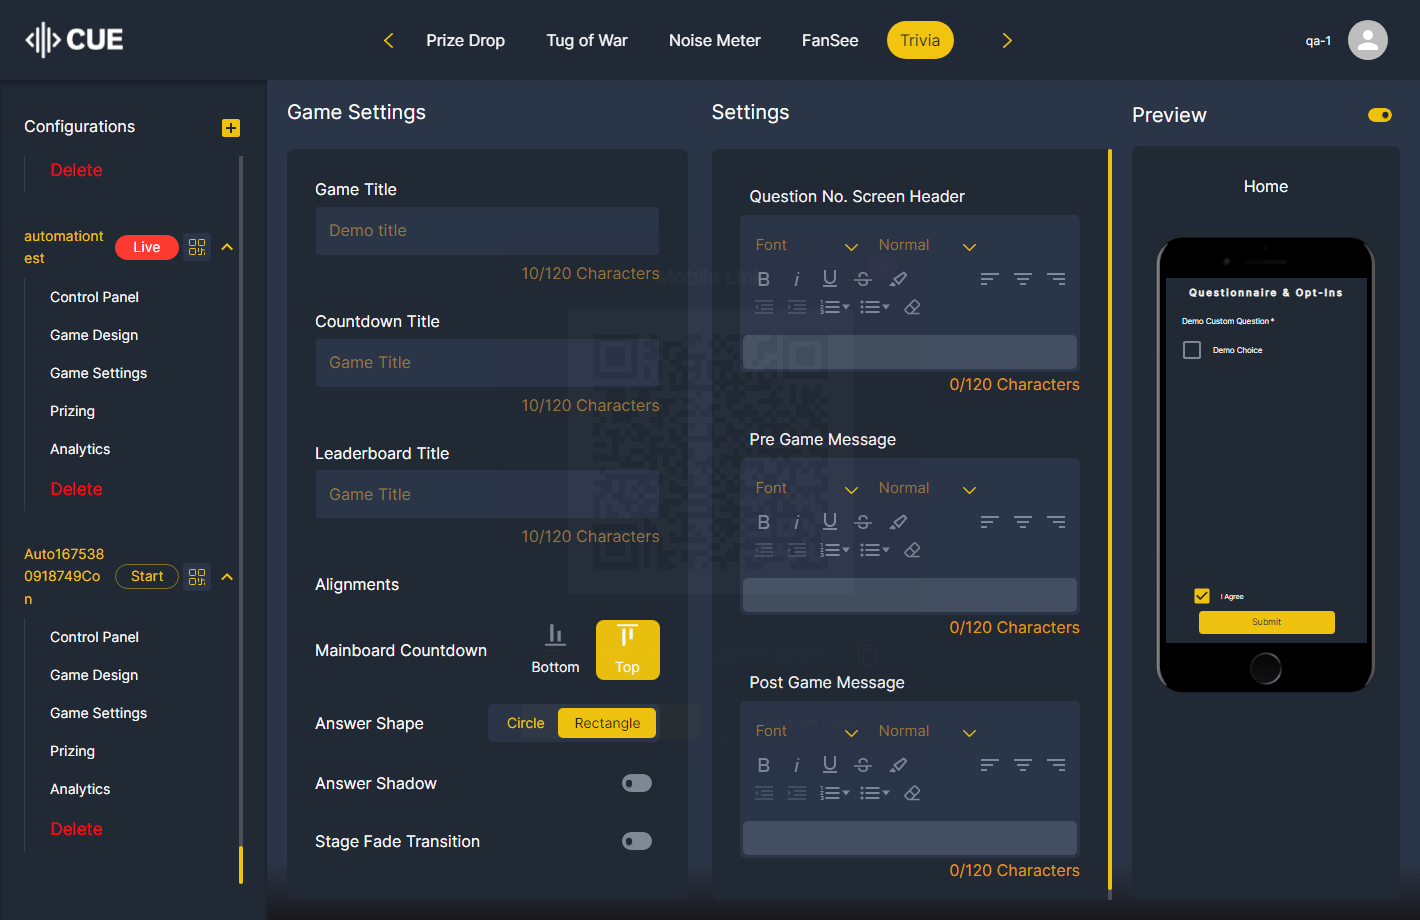 CUE
Prize Drop
Tug of War
Noise Meter
FanSee
Trivia
qa-1
Configurations
Delete
automationt
est
Live
Control Panel
Game Design
Game Settings
Prizing
Analytics
Delete
Auto167538
0918749Co
n
Start
Control Panel
Game Design
Game Settings
Prizing
Analytics
Delete
Game Settings
Game Title
Demo title
10/120 Characters
Countdown Title
Game Title
10/120 Characters
Leaderboard Title
Game Title
10/120 Characters
Alignments
Mainboard Countdown
Bottom
Top
Answer Shape
Circle
Rectangle
Answer Shadow
Stage Fade Transition
Settings
Question No. Screen Header
Font
Normal
0/120 Characters
Pre Game Message
Font
Normal
0/120 Characters
Post Game Message
Font
Normal
0/120 Characters
Preview
Home
Questionnaire & Opt-Ins
Demo Custom Question *
Demo Choice
I Agree
Submit